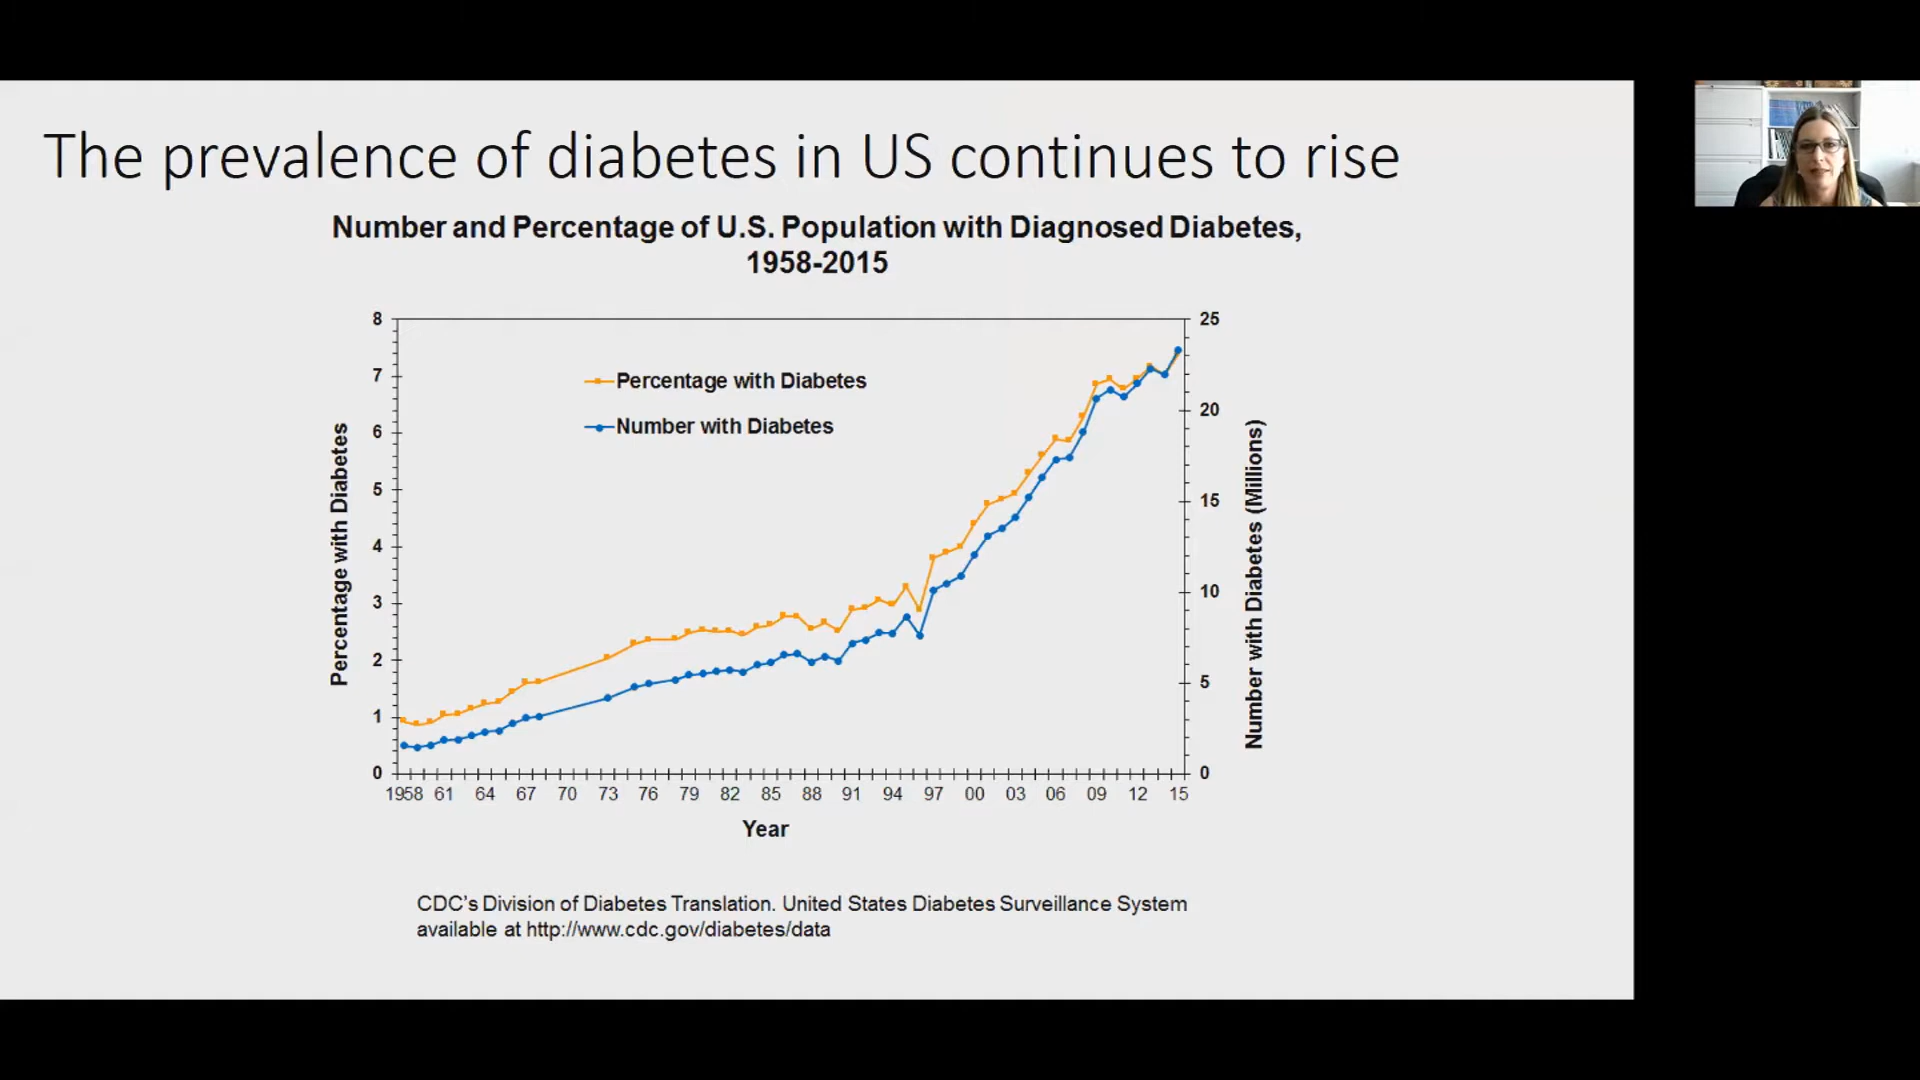 The prevalence of diabetes in US continues to rise
Number and Percentage of U.S. Population with Diagnosed Diabetes,
1958-2015
8
7
6
5
4
3
2
1
0
Percentage with Diabetes
Percentage with Diabetes
Number with Diabetes
25
20
15
10
5
0
Number with Diabetes (Millions)
1958 61 64 67 70 73 76 79 82 85 88 91 94 97 00 03 06 09 12 15
Year
CDC's Division of Diabetes Translation. United States Diabetes Surveillance System
available at http://www.cdc.gov/diabetes/data